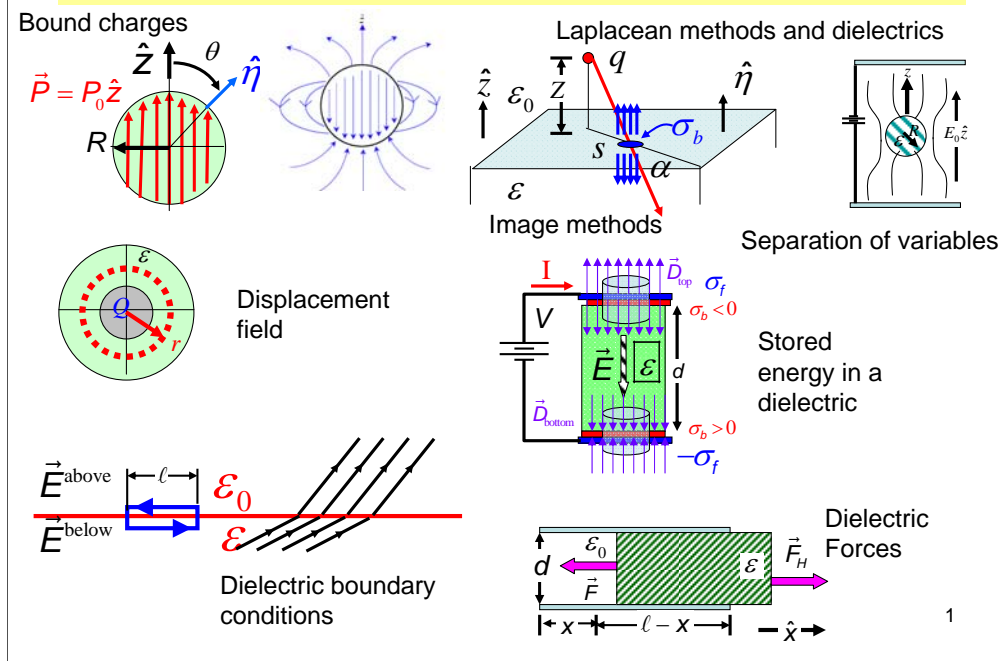 Bound charges
ẑ
θ
η̂
P⃗ = P₀ẑ
R
z
Laplacean methods and dielectrics
q
ẑ
Z
ε₀
η̂
σ_b
s
α
ε
Image methods
z
R
ε
E₀ẑ
Separation of variables
ε
Q
r
Displacement
field
I
D⃗_top
σ_f
V
σ_b < 0
E⃗
ε
d
D⃗_bottom
σ_b > 0
−σ_f
Stored
energy in a
dielectric
E⃗^above
ℓ
ε₀
E⃗^below
ε
Dielectric boundary
conditions
Dielectric
Forces
d
ε₀
F⃗
ε
F⃗_H
x
ℓ − x
x̂
1